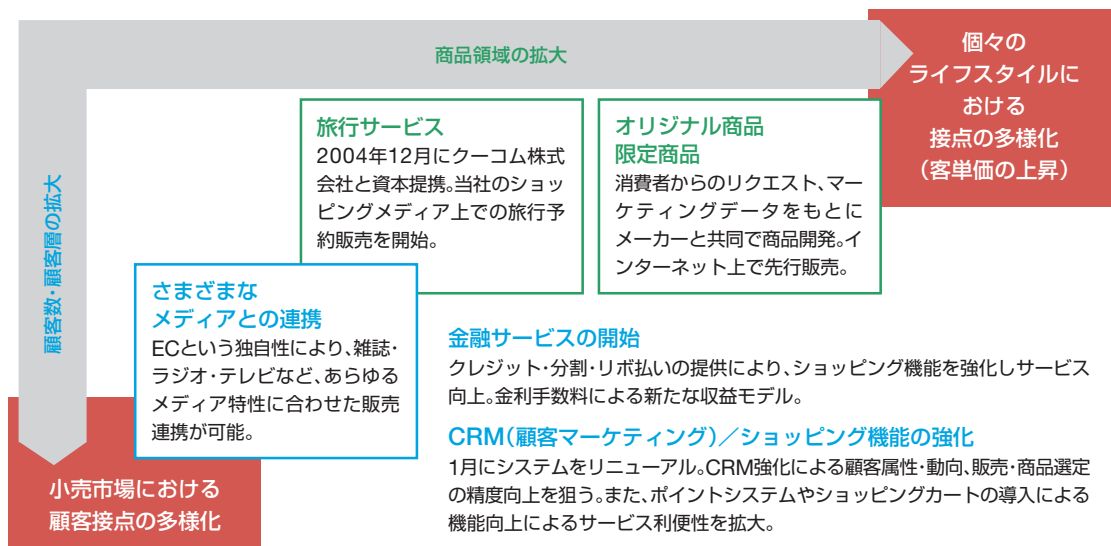 商品領域の拡大
個々の
ライフスタイルに
おける
接点の多様化
（客単価の上昇）
顧客数・顧客層の拡大
旅行サービス
2004年12月にクーコム株式
会社と資本提携。当社のショッ
ピングメディア上での旅行予
約販売を開始。
オリジナル商品
限定商品
消費者からのリクエスト、マー
ケティングデータをもとに
メーカーと共同で商品開発。イ
ンターネット上で先行販売。
さまざまな
メディアとの連携
ECという独自性により、雑誌・
ラジオ・テレビなど、あらゆる
メディア特性に合わせた販売
連携が可能。
金融サービスの開始
クレジット・分割・リボ払いの提供により、ショッピング機能を強化しサービス
向上。金利手数料による新たな収益モデル。
CRM（顧客マーケティング）／ショッピング機能の強化
1月にシステムをリニューアル。CRM強化による顧客属性・動向、販売・商品選定
の精度向上を狙う。また、ポイントシステムやショッピングカートの導入による
機能向上によるサービス利便性を拡大。
小売市場における
顧客接点の多様化